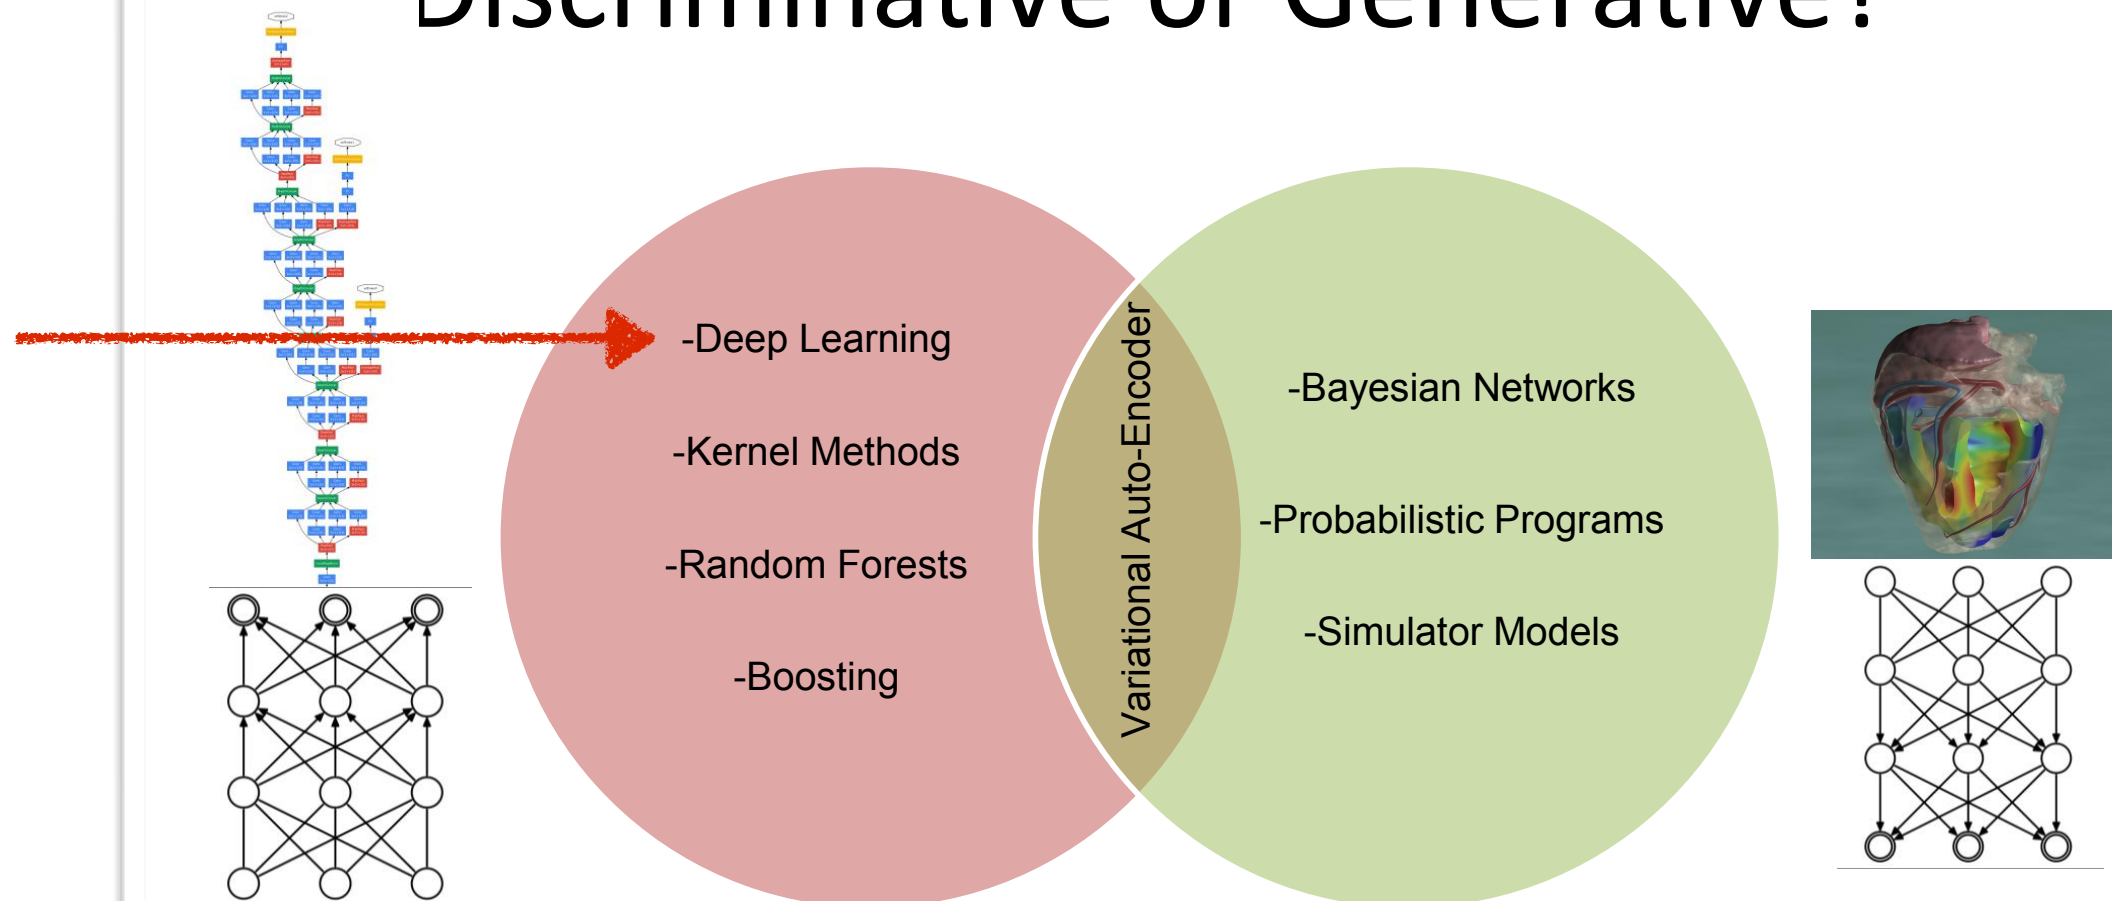 Discriminative or Generative?
-Deep Learning
-Kernel Methods
-Random Forests
-Boosting
Variational Auto-Encoder
-Bayesian Networks
-Probabilistic Programs
-Simulator Models